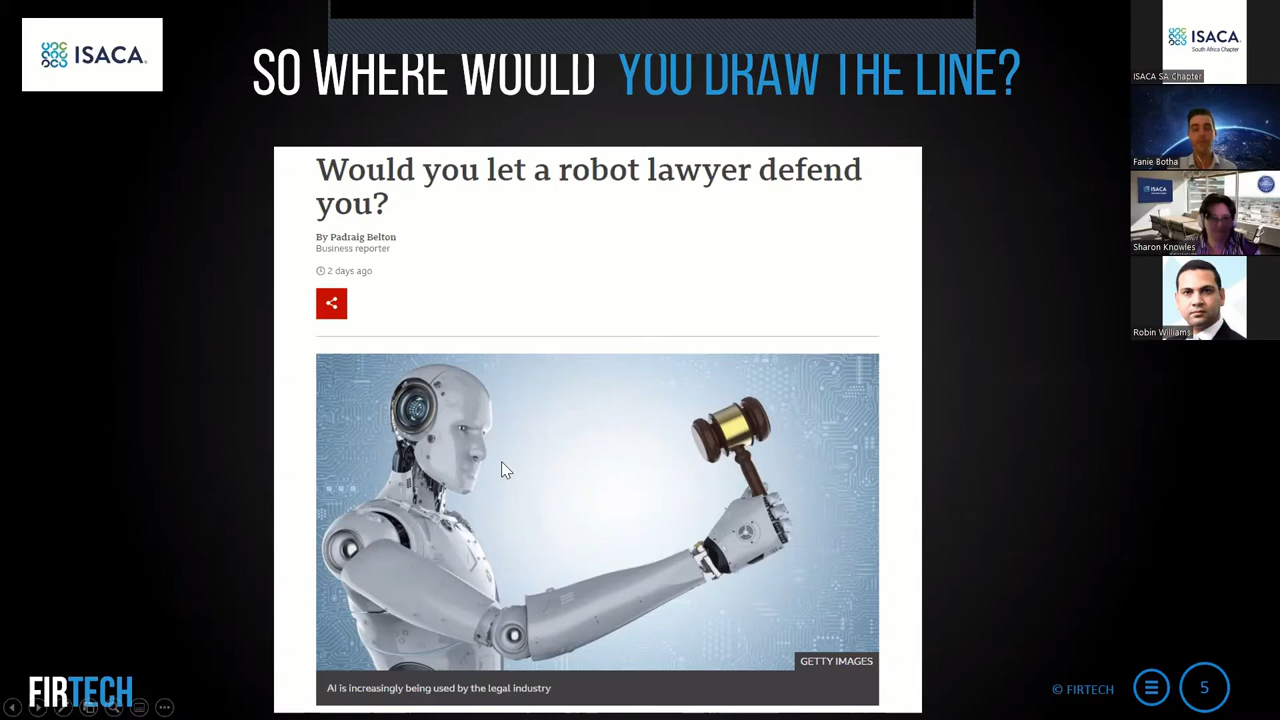 ISACA®
SO WHERE WOULD YOU DRAW THE LINE?
Would you let a robot lawyer defend
you?
By Padraig Belton
Business reporter
2 days ago
GETTY IMAGES
AI is increasingly being used by the legal industry
FIRTECH
© FIRTECH
5
ISACA.
South Africa Chapter
ISACA SA Chapter
Fanie Botha
ISACA
Sharon Knowles
Robin Williams